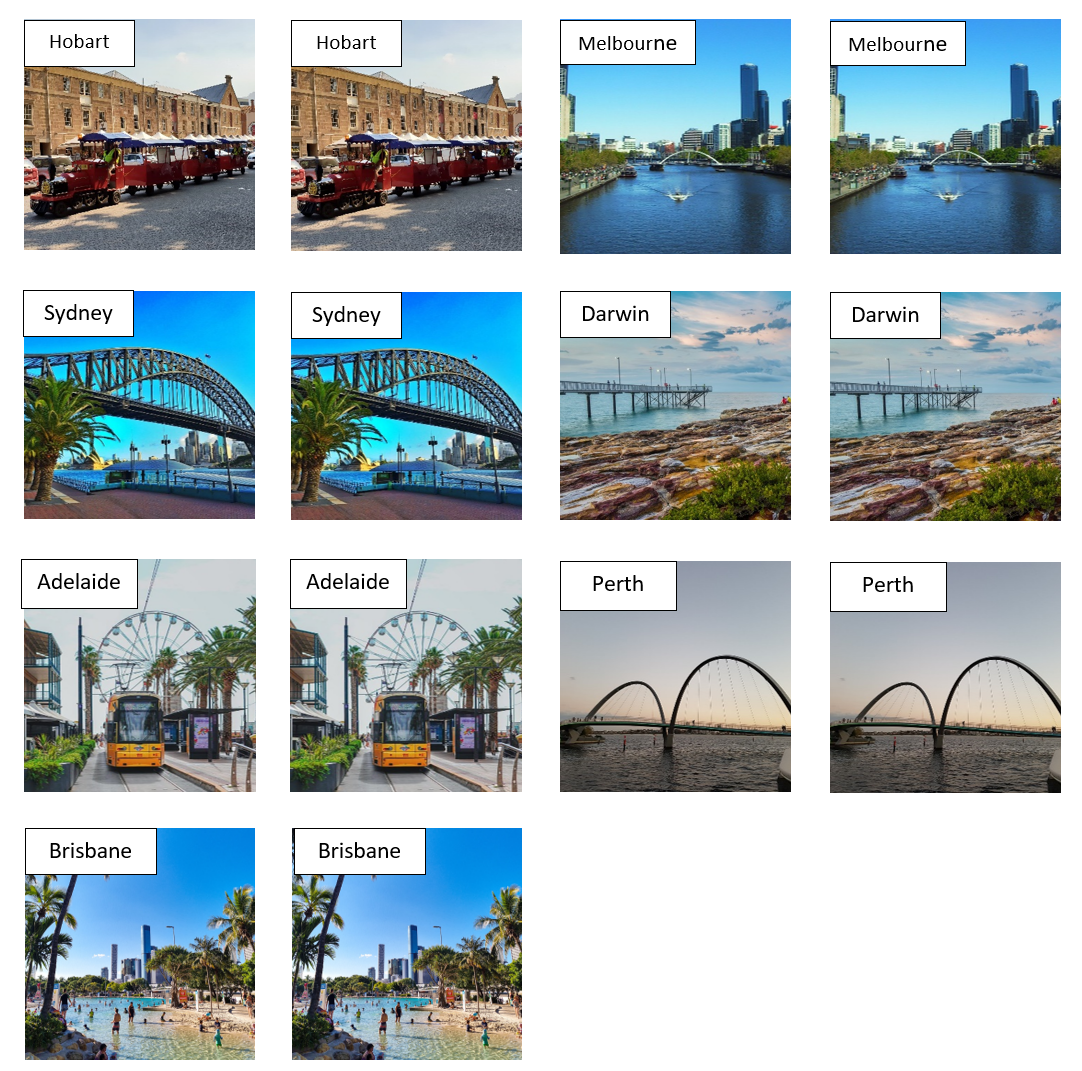 Hobart
Hobart
Melbourne
Melbourne
Sydney
Sydney
Darwin
Darwin
Adelaide
Adelaide
Perth
Perth
Brisbane
Brisbane